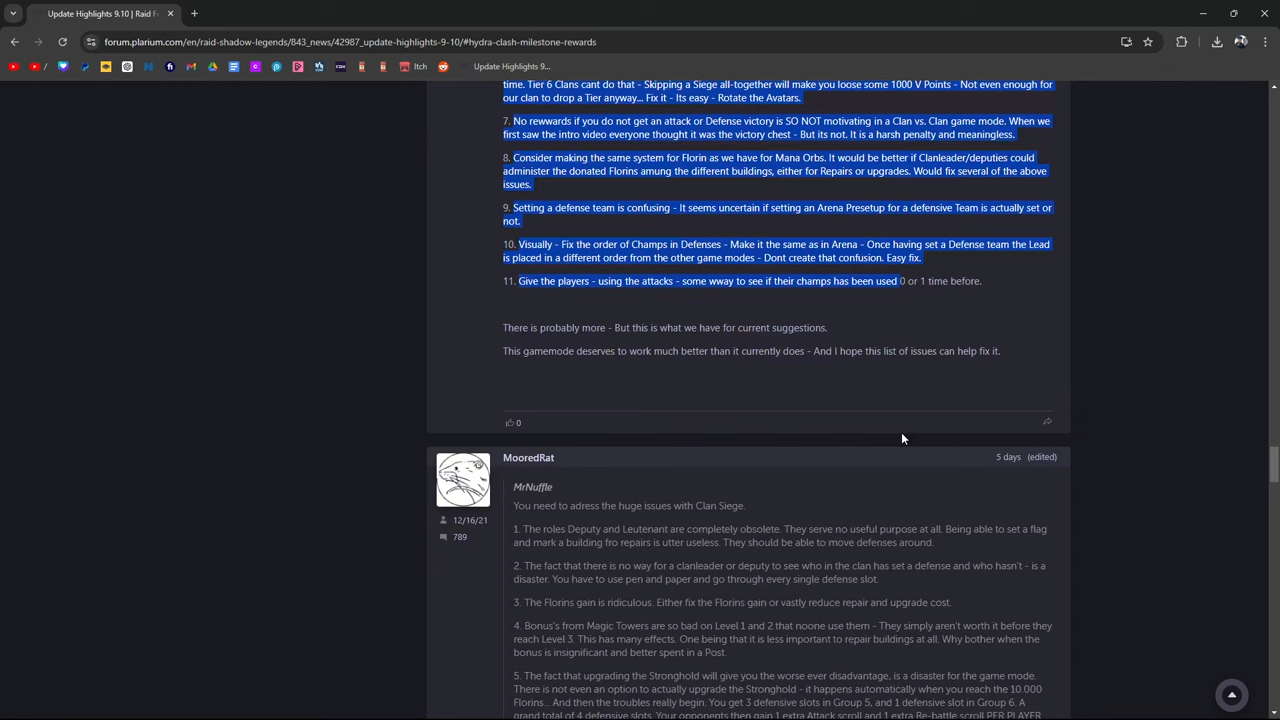 Update Highlights 9.10 | Raid Fo
forum.plarium.com/en/raid-shadow-legends/843_news/42987_update-highlights-9-10/#hydra-clash-milestone-rewards
/
Itch
Update Highlights 9...
time. Tier 6 Clans cant do that - Skipping a Siege all-together will make you loose some 1000 V Points - Not even enough for
our clan to drop a Tier anyway... Fix it - Its easy - Rotate the Avatars.
7. No rewwards if you do not get an attack or Defense victory is SO NOT motivating in a Clan vs. Clan game mode. When we
first saw the intro video everyone thought it was the victory chest - But its not. It is a harsh penalty and meaningless.
8. Consider making the same system for Florin as we have for Mana Orbs. It would be better if Clanleader/deputies could
administer the donated Florins amung the different buildings, either for Repairs or upgrades. Would fix several of the above
issues.
9. Setting a defense team is confusing - It seems uncertain if setting an Arena Presetup for a defensive Team is actually set or
not.
10. Visually - Fix the order of Champs in Defenses - Make it the same as in Arena - Once having set a Defense team the Lead
is placed in a different order from the other game modes - Dont create that confusion. Easy fix.
11. Give the players - using the attacks - some wway to see if their champs has been used 0 or 1 time before.
There is probably more - But this is what we have for current suggestions.
This gamemode deserves to work much better than it currently does - And I hope this list of issues can help fix it.
0
MooredRat
5 days (edited)
12/16/21
789
MrNuffle
You need to adress the huge issues with Clan Siege.
1. The roles Deputy and Leutenant are completely obsolete. They serve no useful purpose at all. Being able to set a flag
and mark a building fro repairs is utter useless. They should be able to move defenses around.
2. The fact that there is no way for a clanleader or deputy to see who in the clan has set a defense and who hasn't - is a
disaster. You have to use pen and paper and go through every single defense slot.
3. The Florins gain is ridiculous. Either fix the Florins gain or vastly reduce repair and upgrade cost.
4. Bonus's from Magic Towers are so bad on Level 1 and 2 that noone use them - They simply aren't worth it before they
reach Level 3. This has many effects. One being that it is less important to repair buildings at all. Why bother when the
bonus is insignificant and better spent in a Post.
5. The fact that upgrading the Stronghold will give you the worse ever disadvantage, is a disaster for the game mode.
There is not even an option to actually upgrade the Stronghold - it happens automatically when you reach the 10.000
Florins... And then the troubles really begin. You get 3 defensive slots in Group 5, and 1 defensive slot in Group 6. A
grand total of 4 defensive slots. Your opponents then gain 1 extra Attack scroll and 1 extra Re-battle scroll PER PLAYER